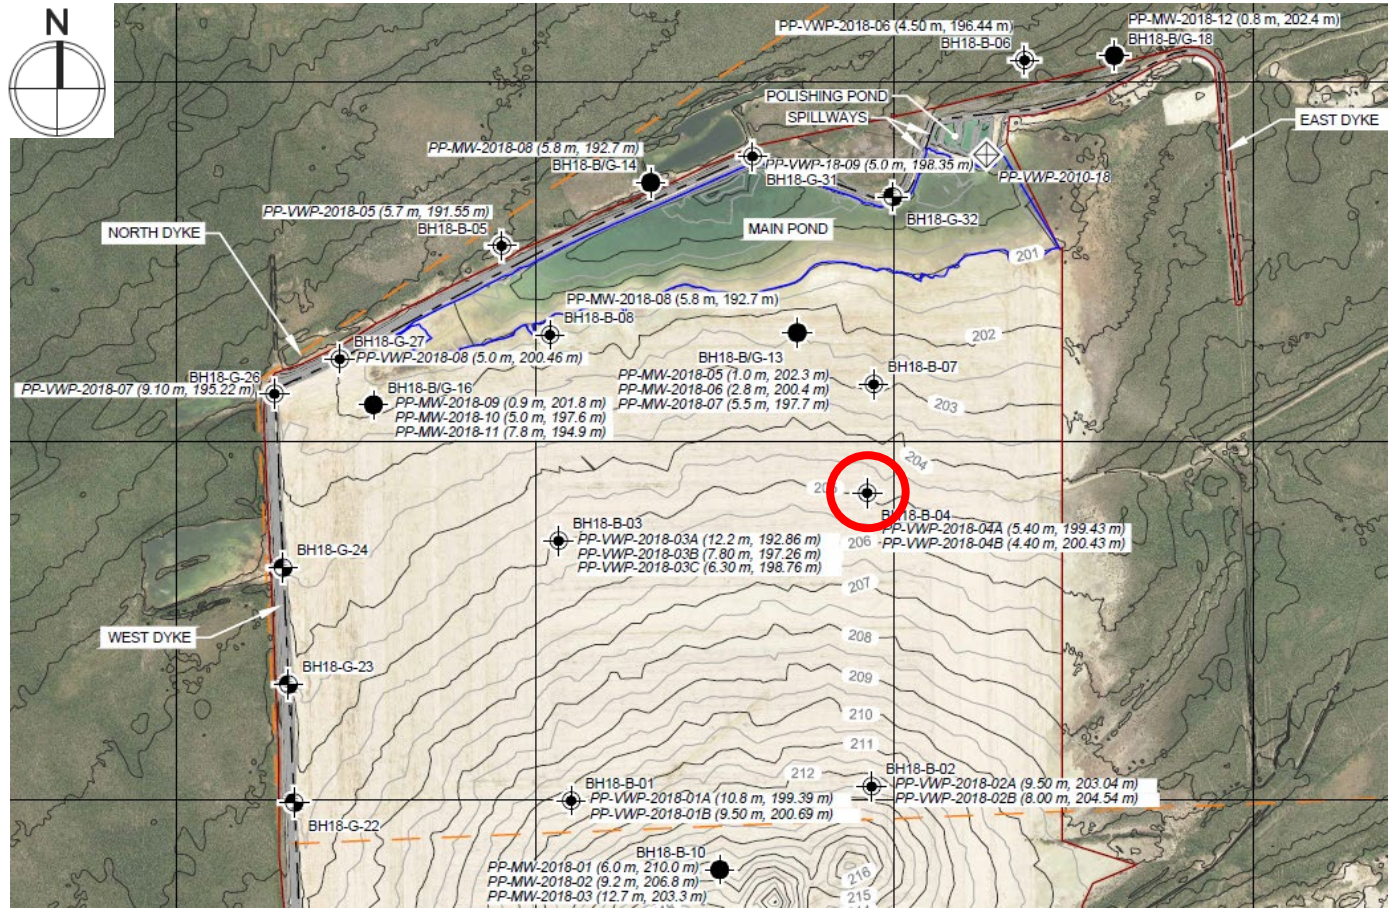 N
PP-VWP-2018-06 (4.50 m, 196.44 m)
BH18-B-06
PP-MW-2018-12 (0.8 m, 202.4 m)
BH18-B/G-18
POLISHING POND
SPILLWAYS
EAST DYKE
PP-MW-2018-08 (5.8 m, 192.7 m)
BH18-B/G-14
PP-VWP-18-09 (5.0 m, 198.35 m)
BH18-G-31
PP-VWP-2010-18
BH18-G-32
PP-VWP-2018-05 (5.7 m, 191.55 m)
BH18-B-05
NORTH DYKE
MAIN POND
201
PP-MW-2018-08 (5.8 m, 192.7 m)
BH18-B-08
202
BH18-G-27
PP-VWP-2018-08 (5.0 m, 200.46 m)
BH18-G-26
PP-VWP-2018-07 (9.10 m, 195.22 m)
BH18-B/G-16
PP-MW-2018-09 (0.9 m, 201.8 m)
PP-MW-2018-10 (5.0 m, 197.6 m)
PP-MW-2018-11 (7.8 m, 194.9 m)
BH18-B/G-13
PP-MW-2018-05 (1.0 m, 202.3 m)
PP-MW-2018-06 (2.8 m, 200.4 m)
PP-MW-2018-07 (5.5 m, 197.7 m)
BH18-B-07
203
204
205
BH18-B-04
PP-VWP-2018-04A (5.40 m, 199.43 m)
PP-VWP-2018-04B (4.40 m, 200.43 m)
206
BH18-B-03
PP-VWP-2018-03A (12.2 m, 192.86 m)
PP-VWP-2018-03B (7.80 m, 197.26 m)
PP-VWP-2018-03C (6.30 m, 198.76 m)
BH18-G-24
207
WEST DYKE
208
BH18-G-23
209
210
211
212
BH18-B-01
PP-VWP-2018-01A (10.8 m, 199.39 m)
PP-VWP-2018-01B (9.50 m, 200.69 m)
BH18-B-02
PP-VWP-2018-02A (9.50 m, 203.04 m)
PP-VWP-2018-02B (8.00 m, 204.54 m)
BH18-G-22
BH18-B-10
PP-MW-2018-01 (6.0 m, 210.0 m)
PP-MW-2018-02 (9.2 m, 206.8 m)
PP-MW-2018-03 (12.7 m, 203.3 m)
216
215